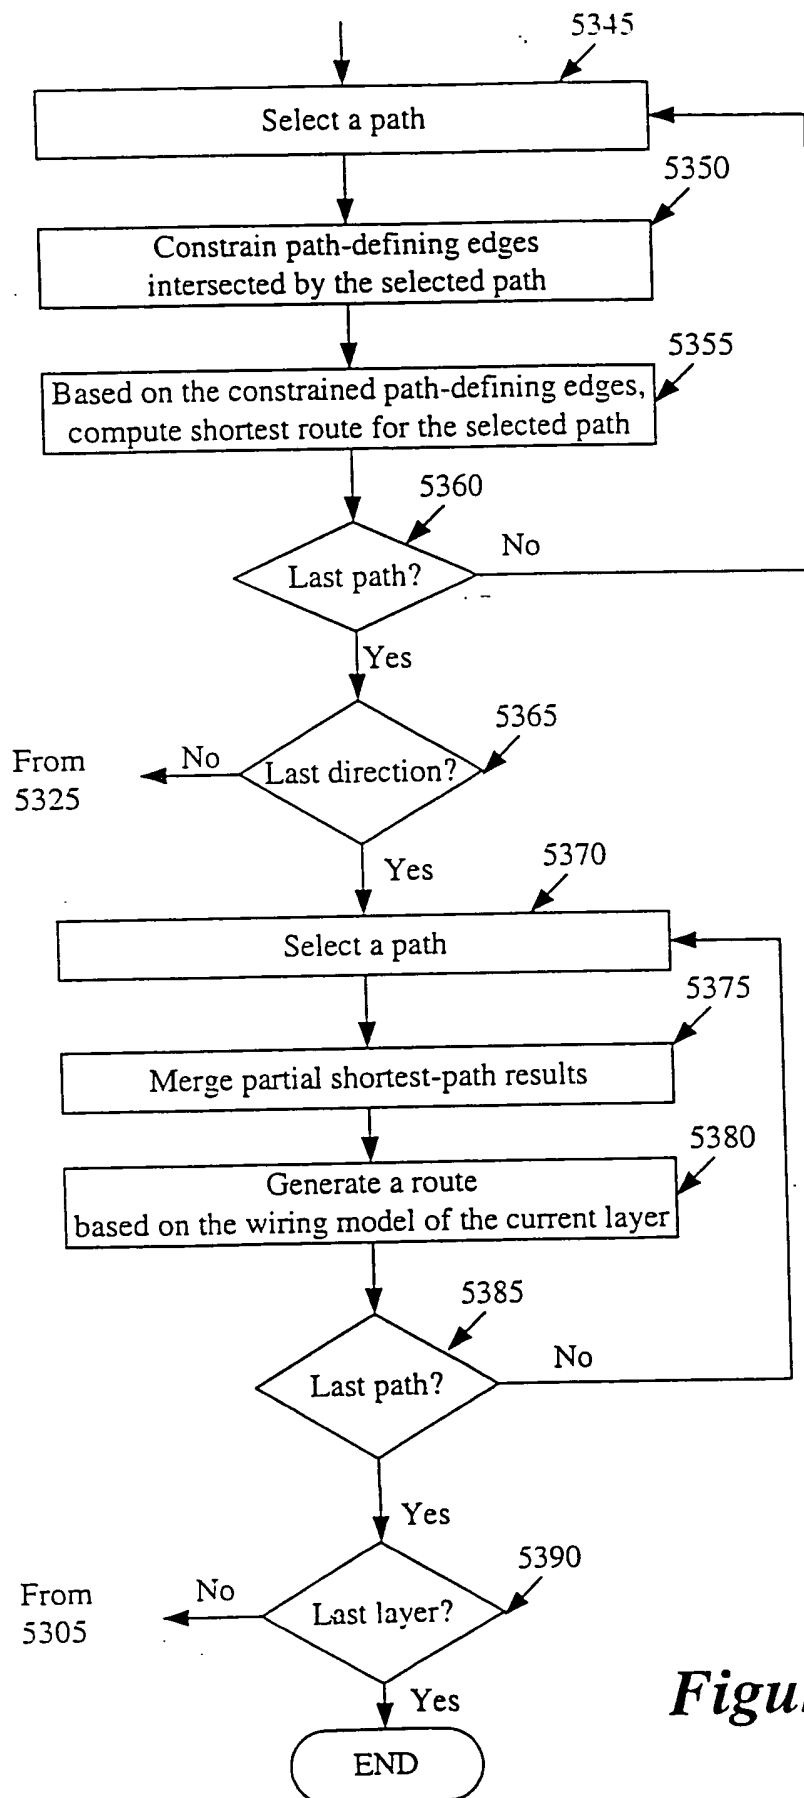 5345
Select a path
5350
Constrain path-defining edges
intersected by the selected path
5355
Based on the constrained path-defining edges,
compute shortest route for the selected path
5360
No
Last path?
Yes
5365
From
5325
No
Last direction?
Yes
5370
Select a path
5375
Merge partial shortest-path results
5380
Generate a route
based on the wiring model of the current layer
5385
No
Last path?
Yes
5390
From
5305
No
Last layer?
Yes
END